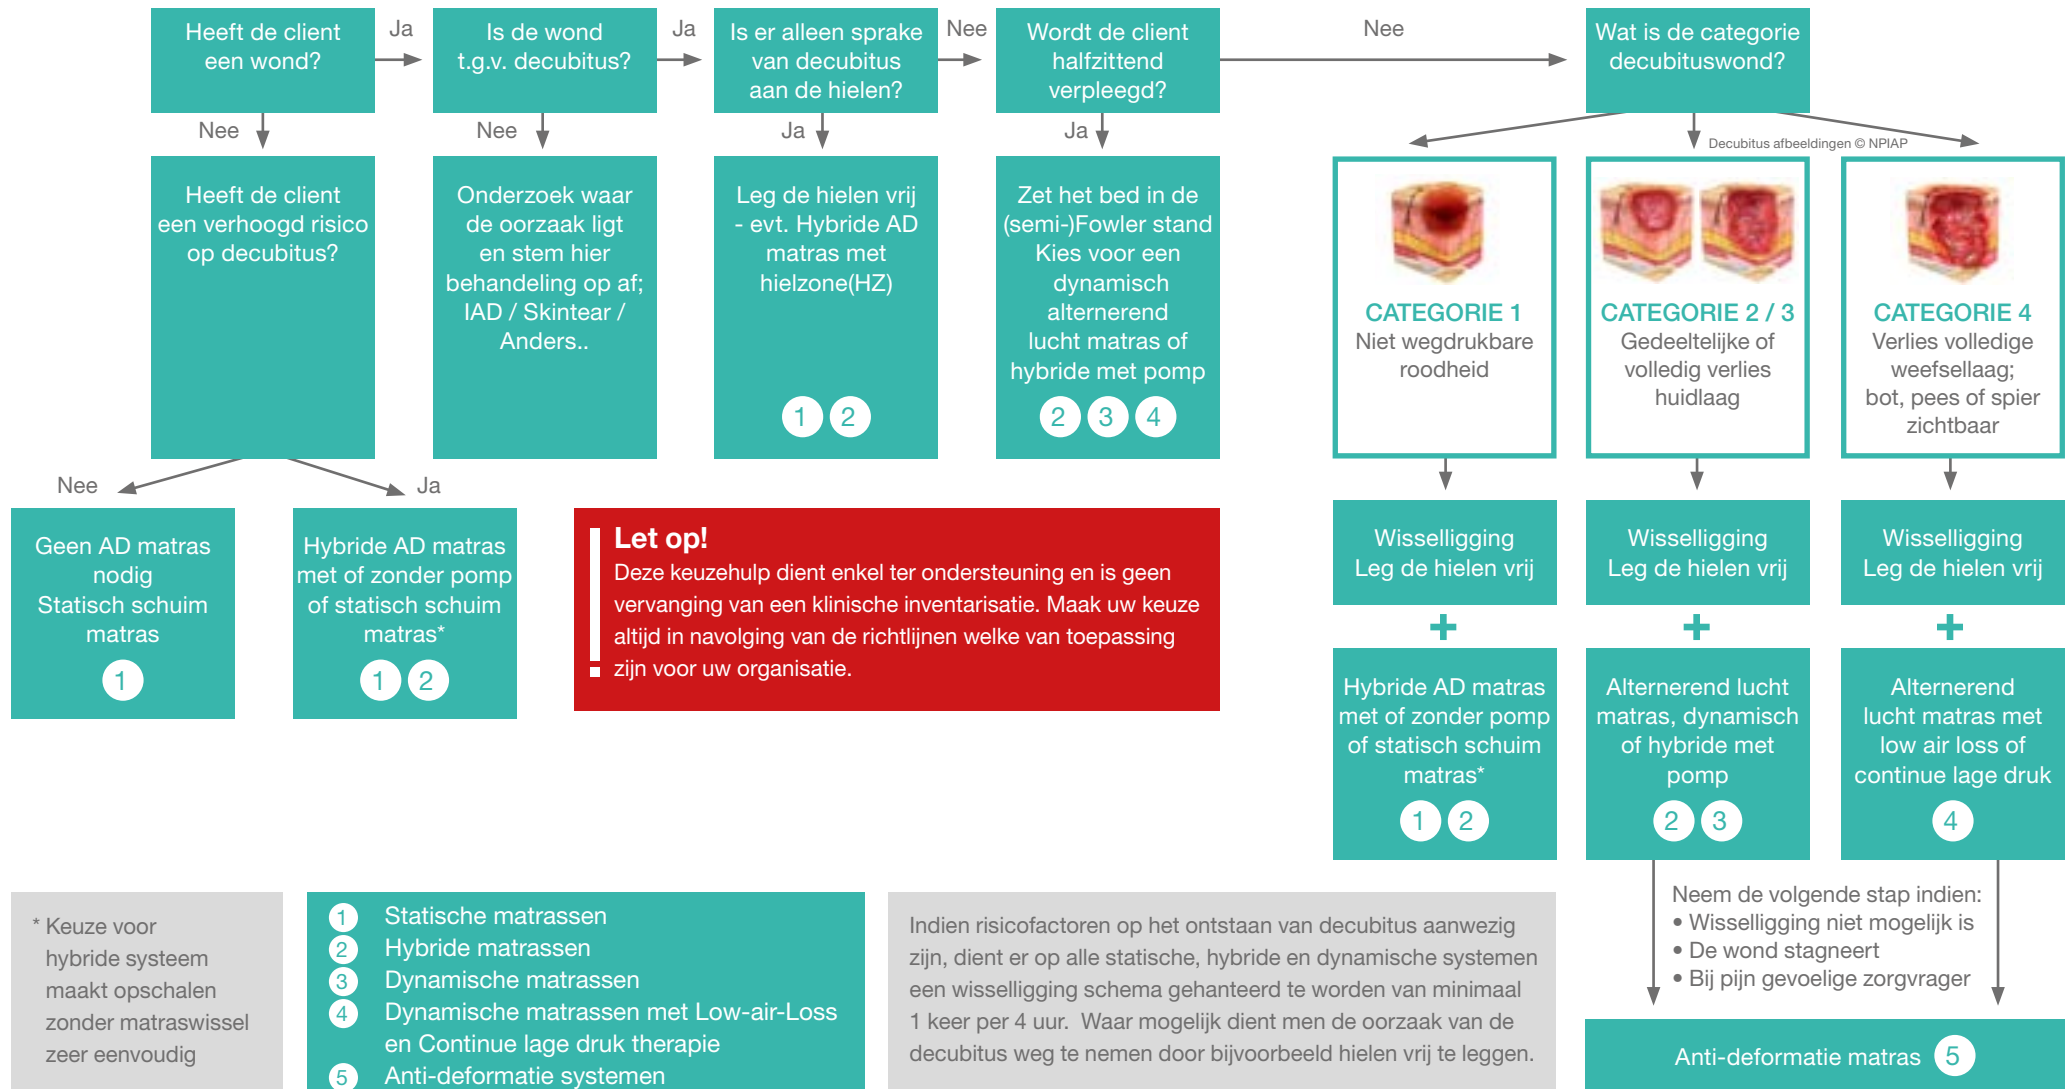 Heeft de client
een wond?
Ja
Is de wond
t.g.v. decubitus?
Ja
Is er alleen sprake
van decubitus
aan de hielen?
Nee
Wordt de client
halfzittend
verpleegd?
Nee
Wat is de categorie
decubituswond?
Nee
Nee
Ja
Ja
Decubitus afbeeldingen © NPIAP
Heeft de client
een verhoogd risico
op decubitus?
Onderzoek waar
de oorzaak ligt
en stem hier
behandeling op af;
IAD / Skintear /
Anders..
Leg de hielen vrij
- evt. Hybride AD
matras met
hielzone(HZ)
1 2
Zet het bed in de
(semi-)Fowler stand
Kies voor een
dynamisch
alternerend
lucht matras of
hybride met pomp
2 3 4
CATEGORIE 1
Niet wegdrukbare
roodheid
CATEGORIE 2 / 3
Gedeeltelijke of
volledig verlies
huidlaag
CATEGORIE 4
Verlies volledige
weefsellaag;
bot, pees of spier
zichtbaar
Nee
Ja
Geen AD matras
nodig
Statisch schuim
matras
1
Hybride AD matras
met of zonder pomp
of statisch schuim
matras*
1 2
Let op!
Deze keuzehulp dient enkel ter ondersteuning en is geen
vervanging van een klinische inventarisatie. Maak uw keuze
altijd in navolging van de richtlijnen welke van toepassing
zijn voor uw organisatie.
Wisselligging
Leg de hielen vrij
+
Hybride AD matras
met of zonder pomp
of statisch schuim
matras*
1 2
Wisselligging
Leg de hielen vrij
+
Alternerend lucht
matras, dynamisch
of hybride met
pomp
2 3
Wisselligging
Leg de hielen vrij
+
Alternerend
lucht matras met
low air loss of
continue lage druk
4
* Keuze voor
hybride systeem
maakt opschalen
zonder matraswissel
zeer eenvoudig
1 Statische matrassen
2 Hybride matrassen
3 Dynamische matrassen
4 Dynamische matrassen met Low-air-Loss
en Continue lage druk therapie
5 Anti-deformatie systemen
Indien risicofactoren op het ontstaan van decubitus aanwezig
zijn, dient er op alle statische, hybride en dynamische systemen
een wisselligging schema gehanteerd te worden van minimaal
1 keer per 4 uur. Waar mogelijk dient men de oorzaak van de
decubitus weg te nemen door bijvoorbeeld hielen vrij te leggen.
Neem de volgende stap indien:
• Wisselligging niet mogelijk is
• De wond stagneert
• Bij pijn gevoelige zorgvrager
Anti-deformatie matras 5